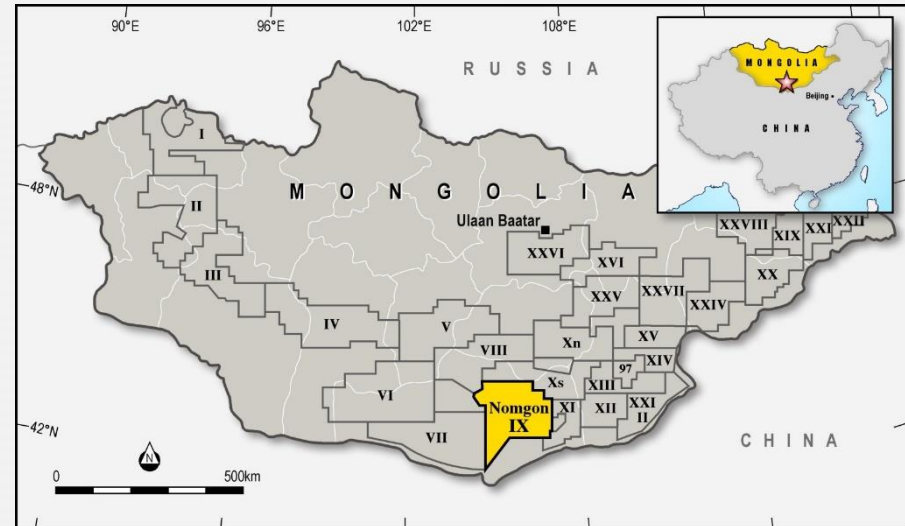 90°E
96°E
102°E
108°E
RUSSIA
MONGOLIA
Beijing
CHINA
48°N
42°N
MONGOLIA
Ulaan Baatar
I
II
III
IV
V
VI
VII
VIII
Nomgon
IX
Xn
Xs
XI
XII
XIII
XIV
XV
XVI
97
XXI
II
XXIV
XXV
XXVI
XXVII
XXVIII
XIX
XX
XXI
XXII
CHINA
N
0
500km